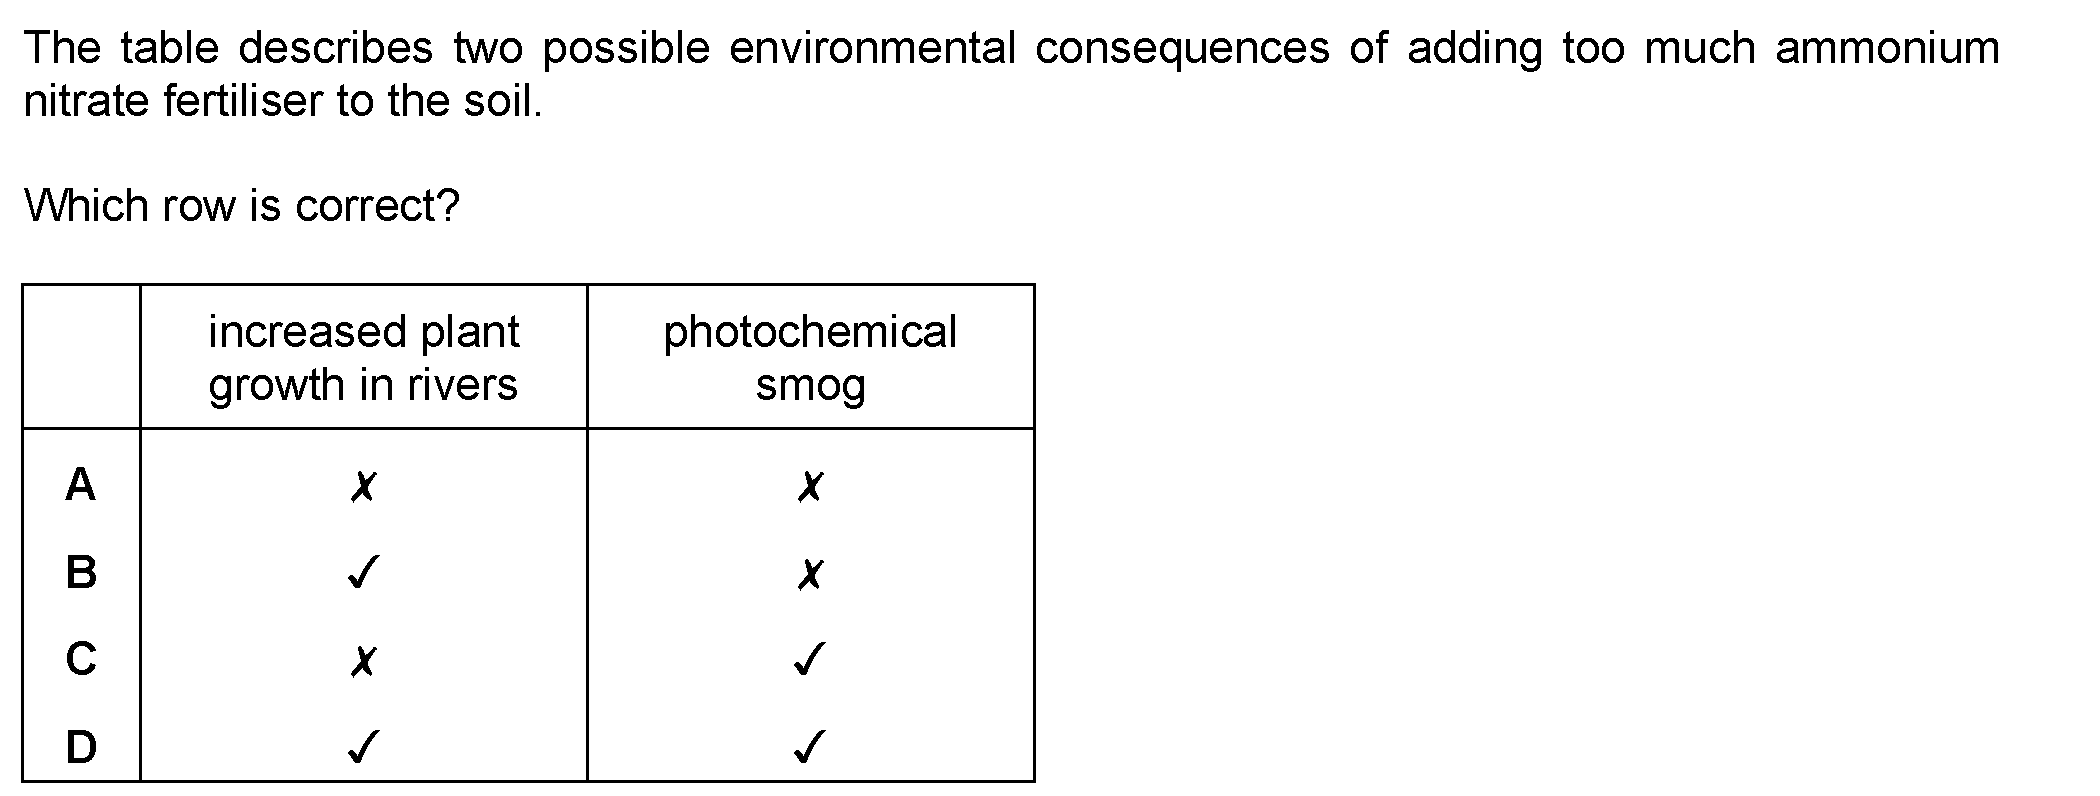 The table describes two possible environmental consequences of adding too much ammonium
nitrate fertiliser to the soil.
Which row is correct?
increased plant
growth in rivers
photochemical
smog
A ✗ ✗
B ✓ ✗
C ✗ ✓
D ✓ ✓